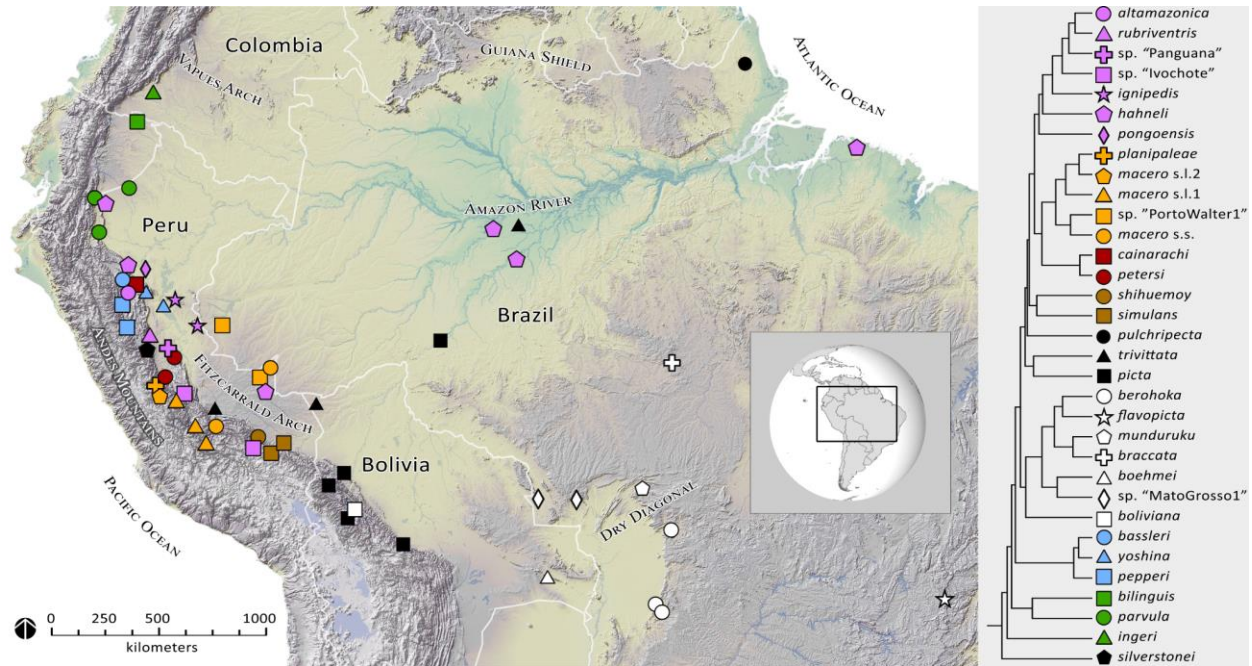 Colombia
VAPUES ARCH
GUIANA SHIELD
ATLANTIC OCEAN
Peru
AMAZON RIVER
Brazil
ANDES MOUNTAINS
FITZCARRALD ARCH
Bolivia
PACIFIC OCEAN
DRY DIAGONAL
0 500 1000
kilometers
altamazonica
rubriventris
sp. “Panguana”
sp. “Ivochote”
ignipedis
hahneli
pongoensis
planipaleae
macero s.l.2
macero s.l.1
sp. “PortoWalter1”
macero s.s.
cainarachi
petersi
shihuemoy
simulans
pulchripecta
trivittata
picta
berohoka
flavopicta
munduruku
braccata
boehmei
sp. “MatoGrosso1”
boliviana
bassleri
yoshina
pepperi
bilinguis
parvula
ingeri
silverstonei